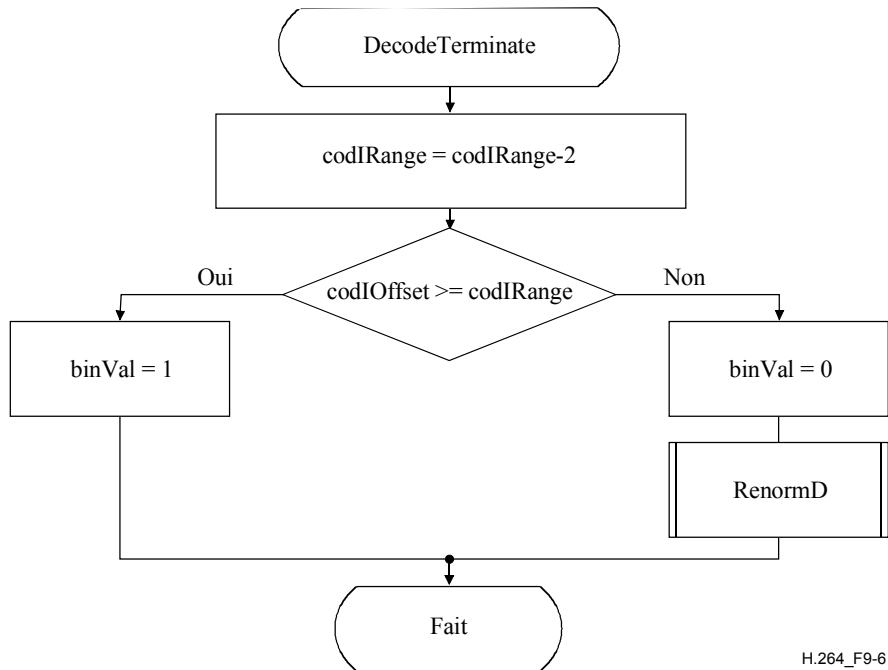 DecodeTerminate
codIRange = codIRange-2
Oui
codIOffset >= codIRange
Non
binVal = 1
binVal = 0
RenormD
Fait
H.264_F9-6